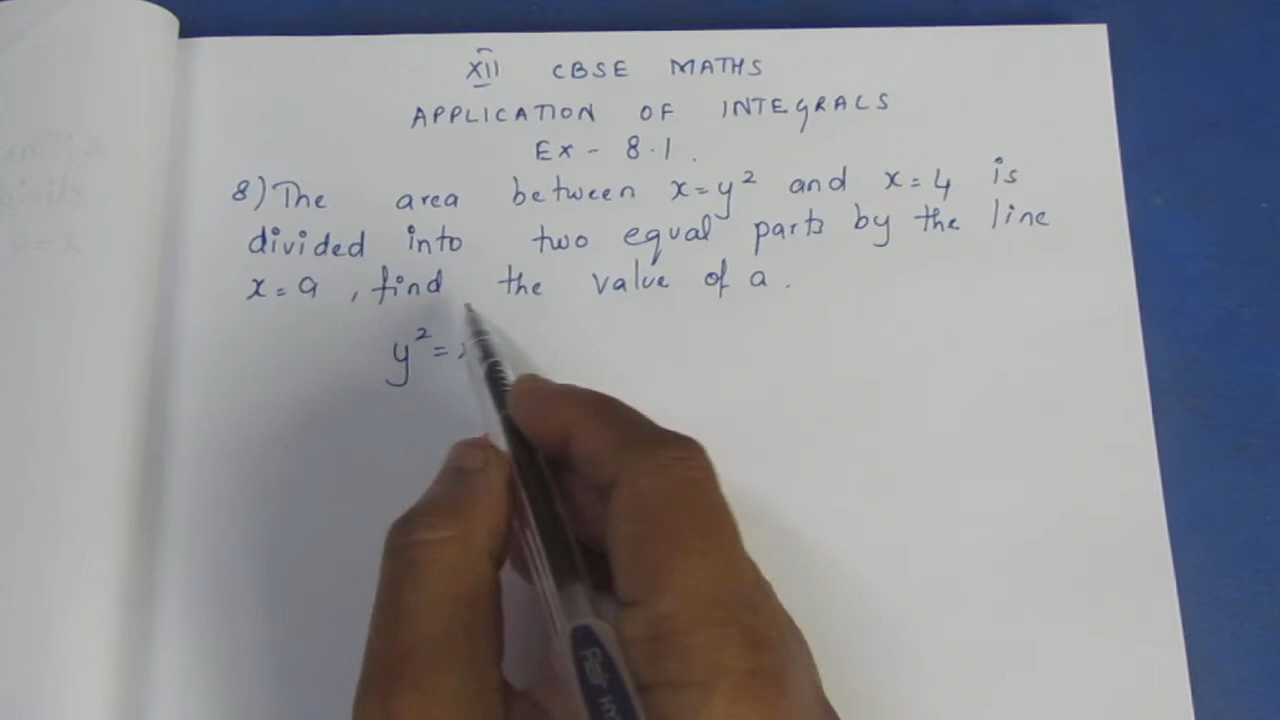 XII CBSE MATHS
APPLICATION OF INTEGRALS
Ex - 8.1.
8) The area between x=y² and x=4 is
divided into two equal parts by the line
x=a, find the value of a.
y² =
Flair